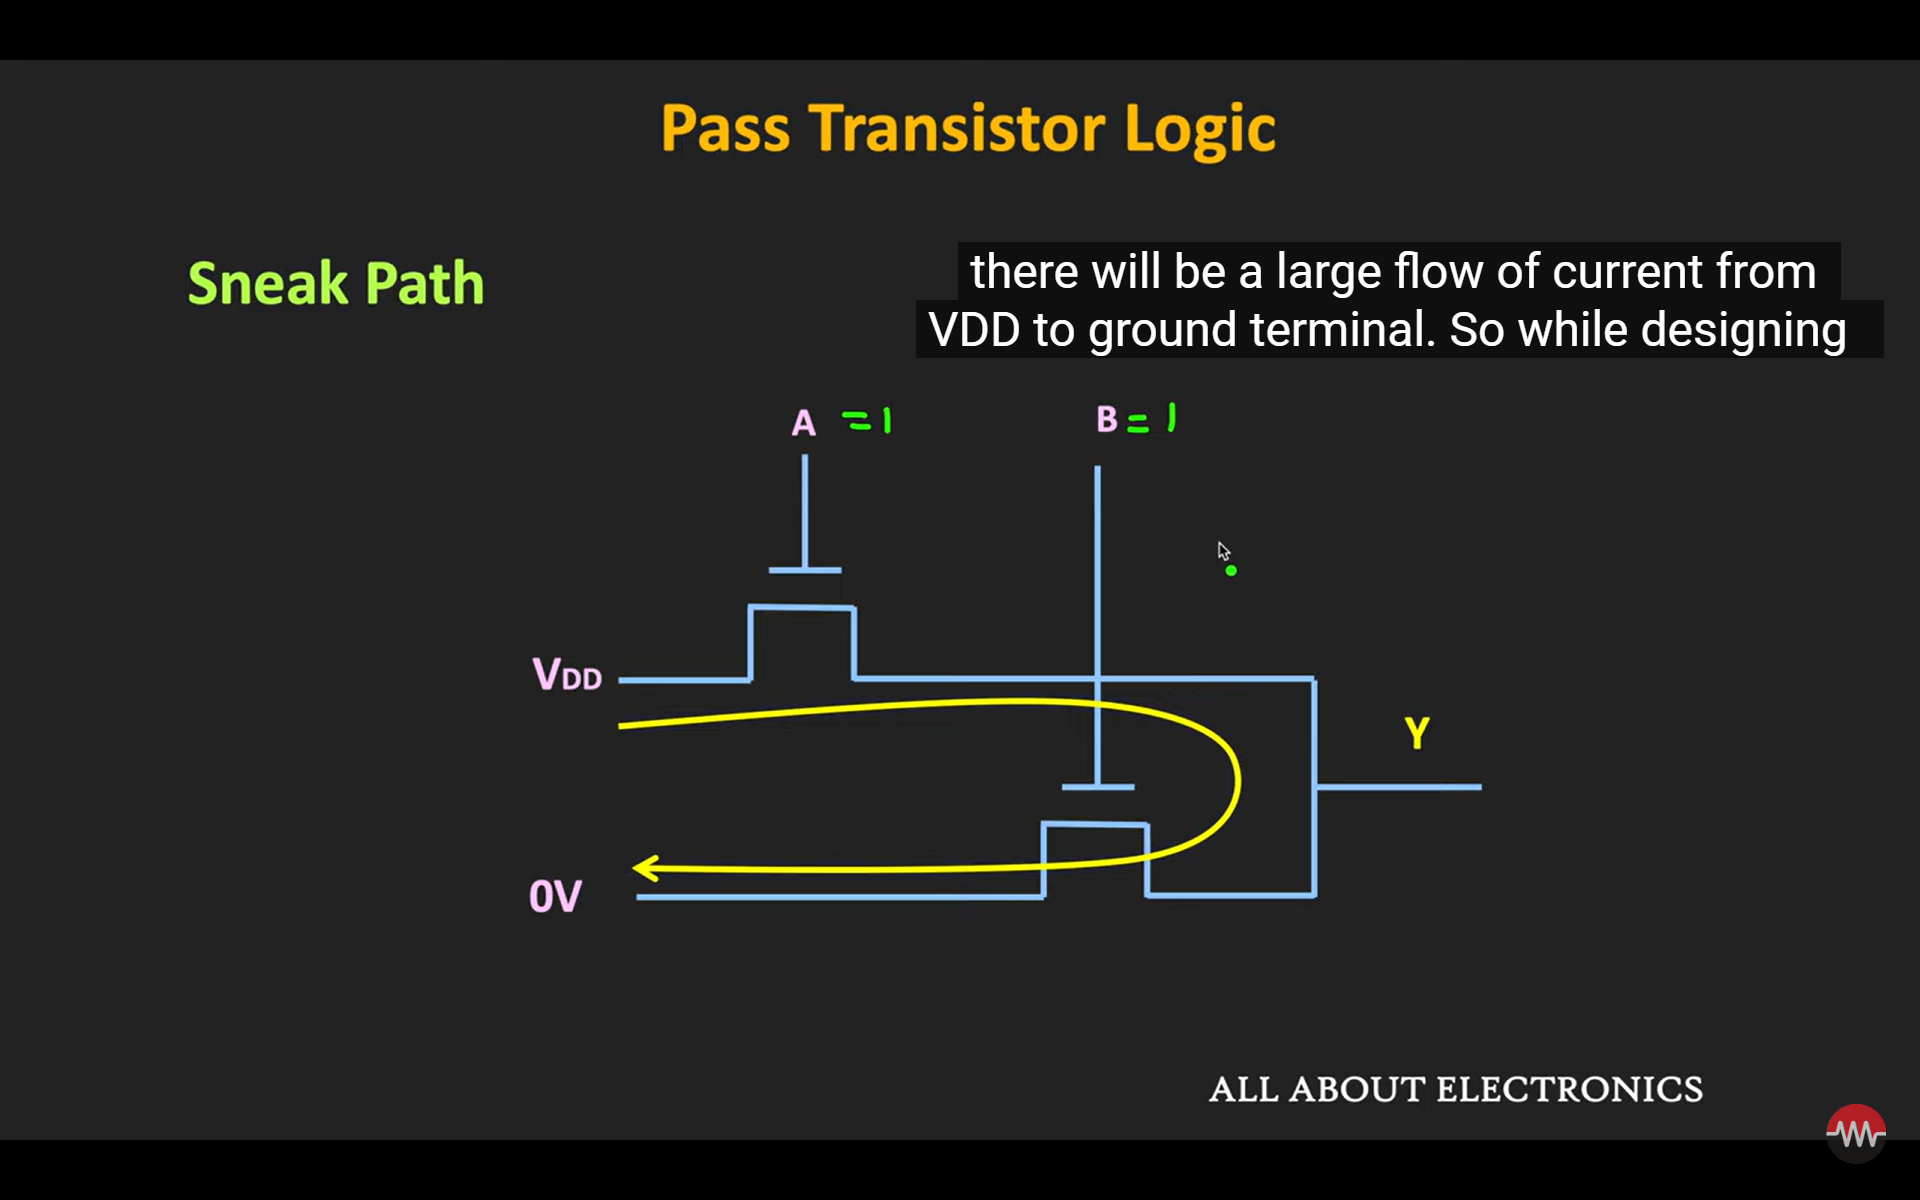 Pass Transistor Logic
Sneak Path
there will be a large flow of current from
VDD to ground terminal. So while designing
A = 1
B = 1
VDD
Y
0V
ALL ABOUT ELECTRONICS